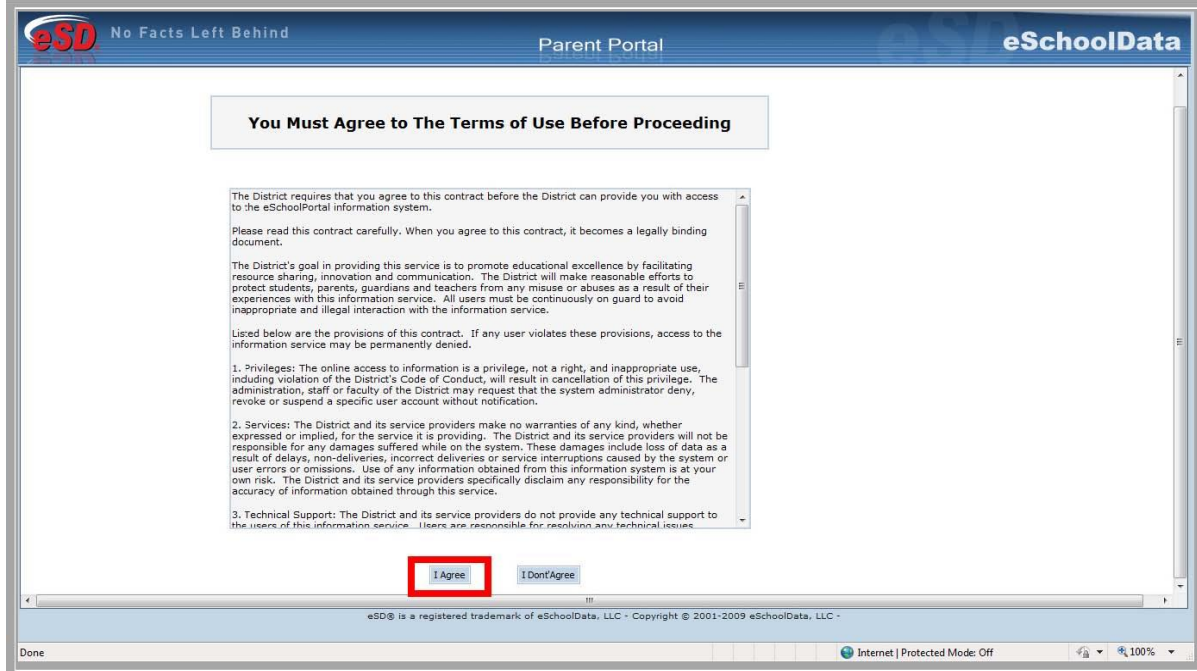 eSD No Facts Left Behind
Parent Portal
eSchoolData
You Must Agree to The Terms of Use Before Proceeding
The District requires that you agree to this contract before the District can provide you with access
to the eSchoolPortal information system.
Please read this contract carefully. When you agree to this contract, it becomes a legally binding
document.
The District's goal in providing this service is to promote educational excellence by facilitating
resource sharing, innovation and communication. The District will make reasonable efforts to
protect students, parents, guardians and teachers from any misuse or abuses as a result of their
experiences with this information service. All users must be continuously on guard to avoid
inappropriate and illegal interaction with the information service.
Listed below are the provisions of this contract. If any user violates these provisions, access to the
information service may be permanently denied.
1. Privileges: The online access to information is a privilege, not a right, and inappropriate use,
including violation of the District's Code of Conduct, will result in cancellation of this privilege. The
administration, staff or faculty of the District may request that the system administrator deny,
revoke or suspend a specific user account without notification.
2. Services: The District and its service providers make no warranties of any kind, whether
expressed or implied, for the service it is providing. The District and its service providers will not be
responsible for any damages suffered while on the system. These damages include loss of data as a
result of delays, non-deliveries, incorrect deliveries or service interruptions caused by the system or
user errors or omissions. Use of any information obtained from this information system is at your
own risk. The District and its service providers specifically disclaim any responsibility for the
accuracy of information obtained through this service.
3. Technical Support: The District and its service providers do not provide any technical support to
the users of this information service. Users are responsible for resolving any technical issues
I Agree
I Dont'Agree
eSD® is a registered trademark of eSchoolData, LLC - Copyright © 2001-2009 eSchoolData, LLC -
Done
Internet | Protected Mode: Off
100%